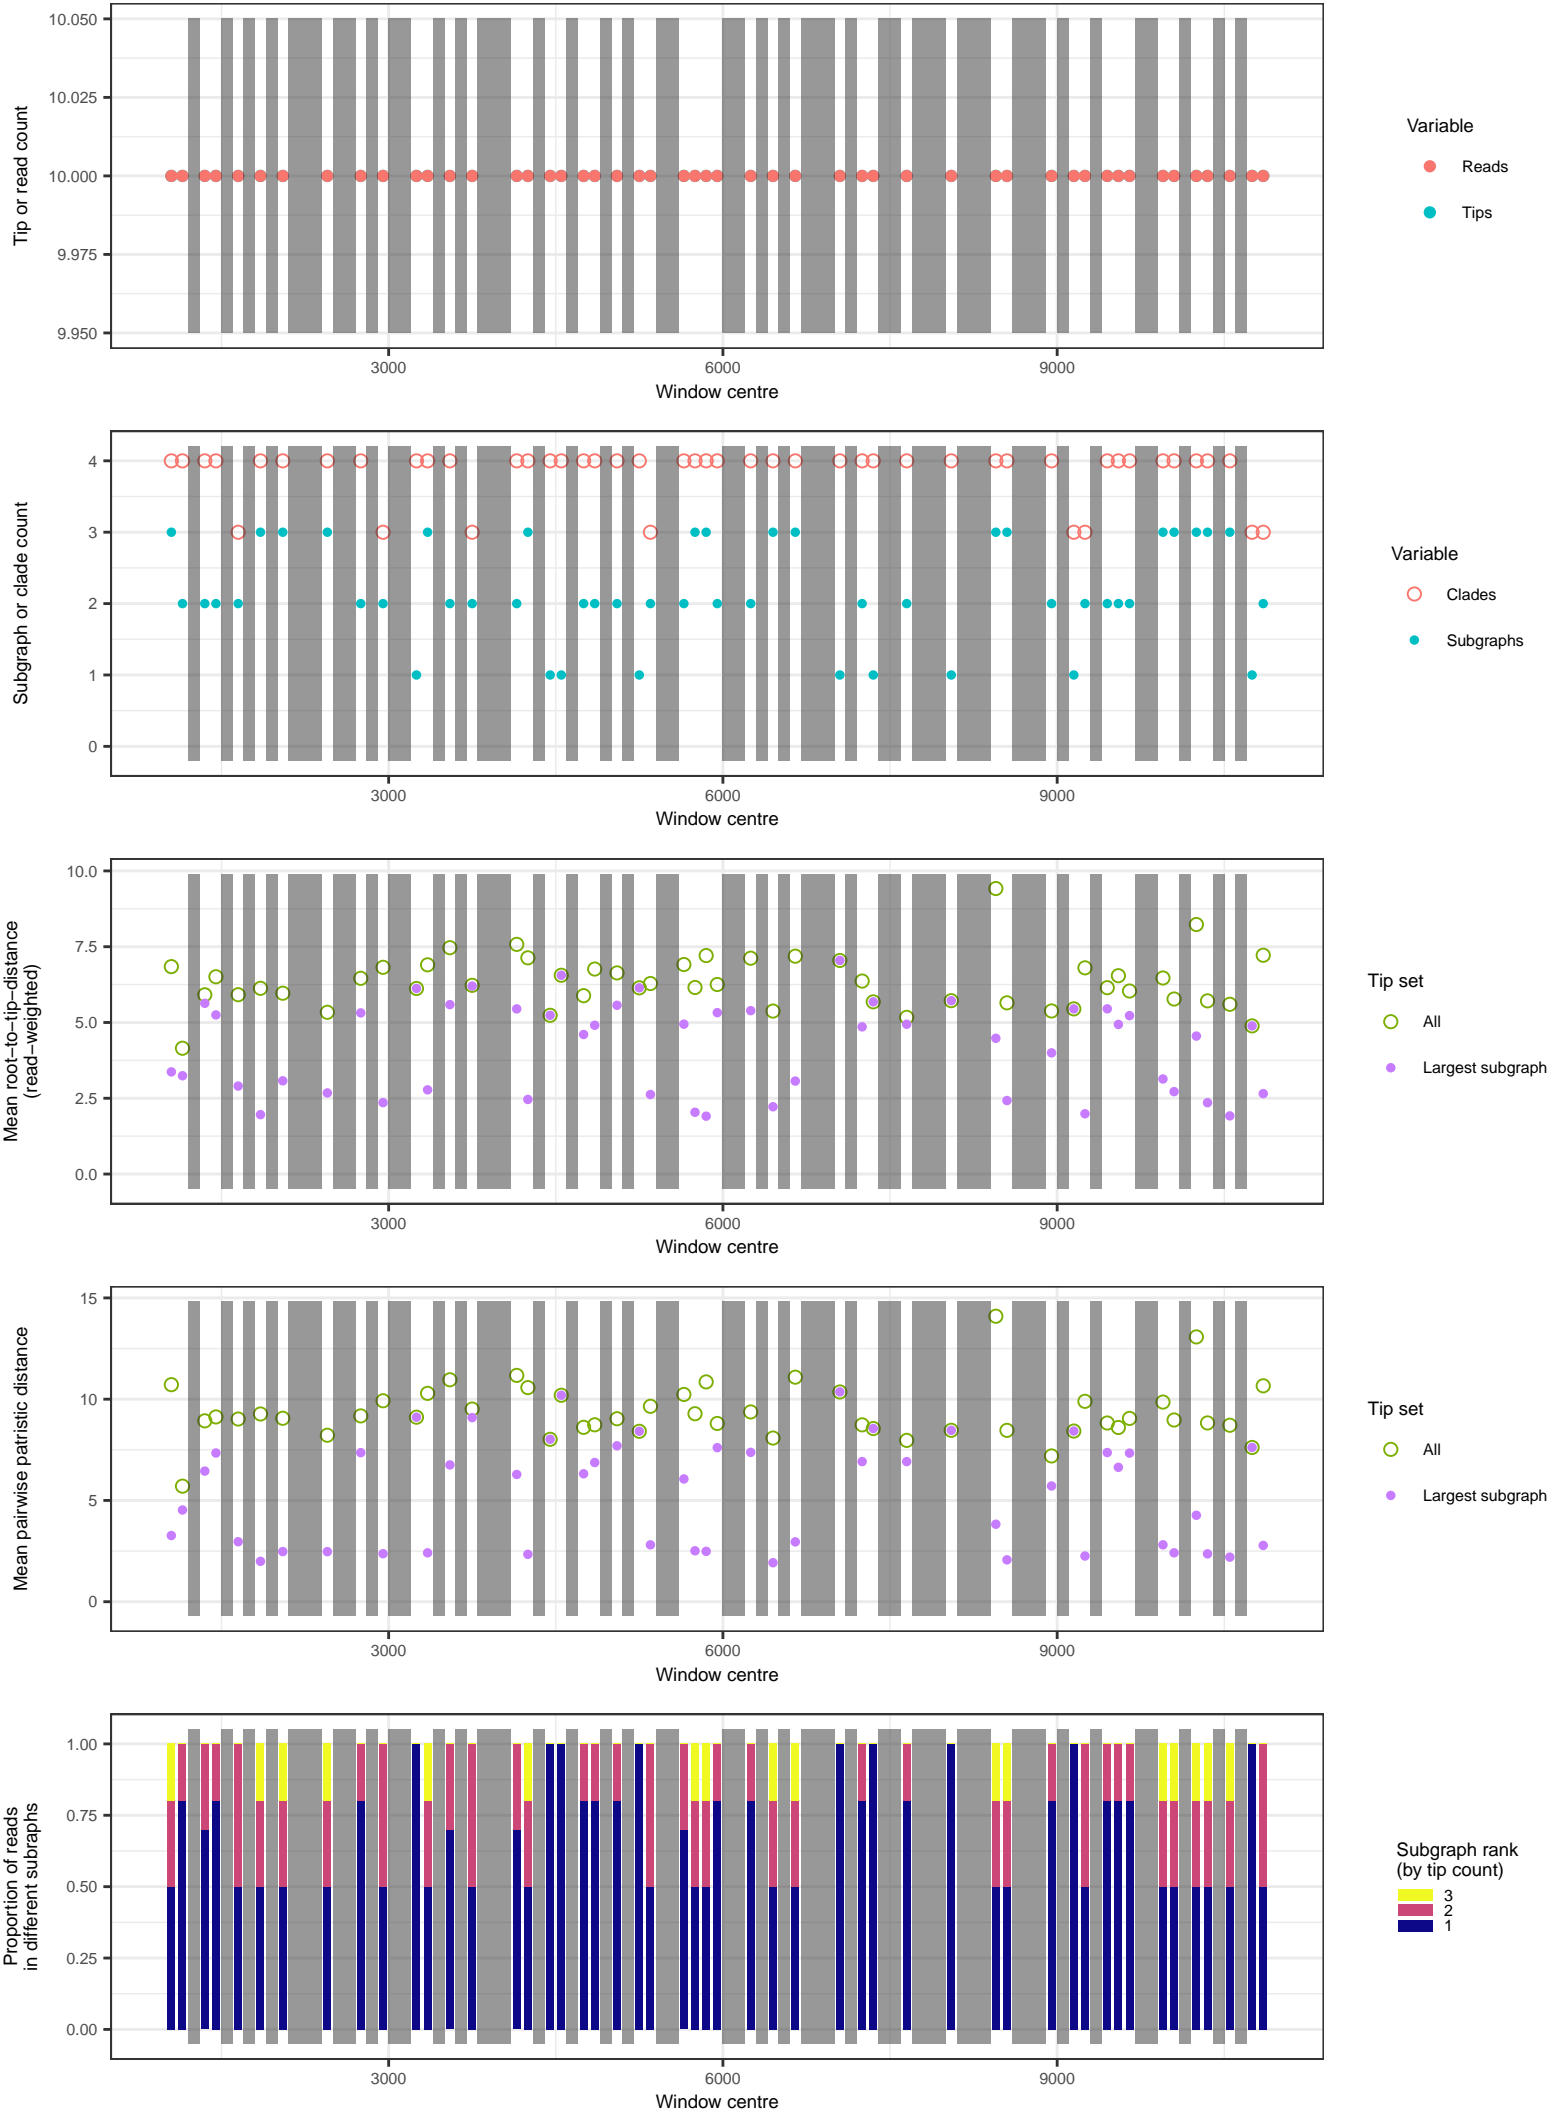 10.050
10.025
10.000
9.975
9.950
Tip or read count
3000
6000
9000
Window centre
Variable
Reads
Tips
4
3
2
1
0
Subgraph or clade count
3000
6000
9000
Window centre
Variable
Clades
Subgraphs
10.0
7.5
5.0
2.5
0.0
Mean root−to−tip−distance
(read−weighted)
3000
6000
9000
Window centre
Tip set
All
Largest subgraph
15
10
5
0
Mean pairwise patristic distance
3000
6000
9000
Window centre
Tip set
All
Largest subgraph
1.00
0.75
0.50
0.25
0.00
Proportion of reads
in different subraphs
3000
6000
9000
Window centre
Subgraph rank
(by tip count)
3
2
1